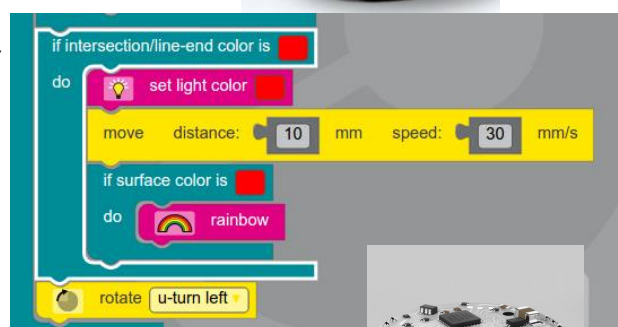 if intersection/line-end color is
do set light color
move distance: 10 mm speed: 30 mm/s
if surface color is
do rainbow
rotate u-turn left